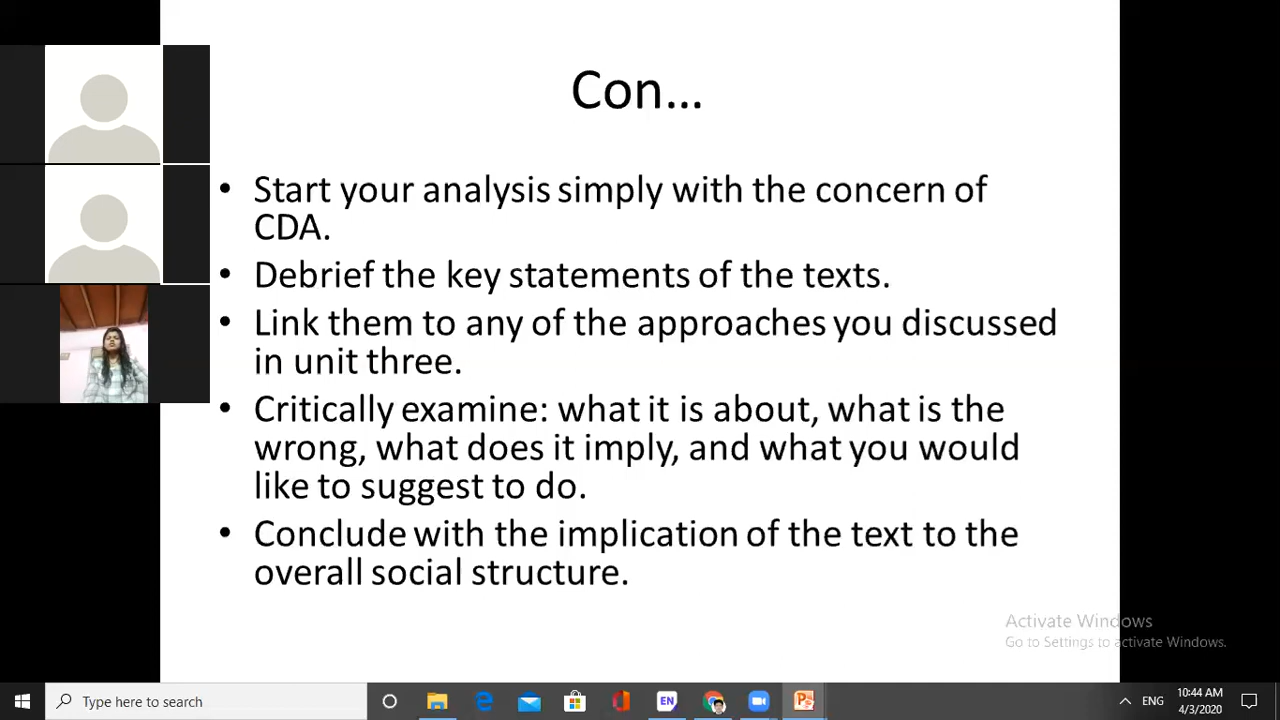 Con...
• Start your analysis simply with the concern of
CDA.
• Debrief the key statements of the texts.
• Link them to any of the approaches you discussed
in unit three.
• Critically examine: what it is about, what is the
wrong, what does it imply, and what you would
like to suggest to do.
• Conclude with the implication of the text to the
overall social structure.
Activate Windows
Go to Settings to activate Windows.
Type here to search
EN
ENG
10:44 AM
4/3/2020